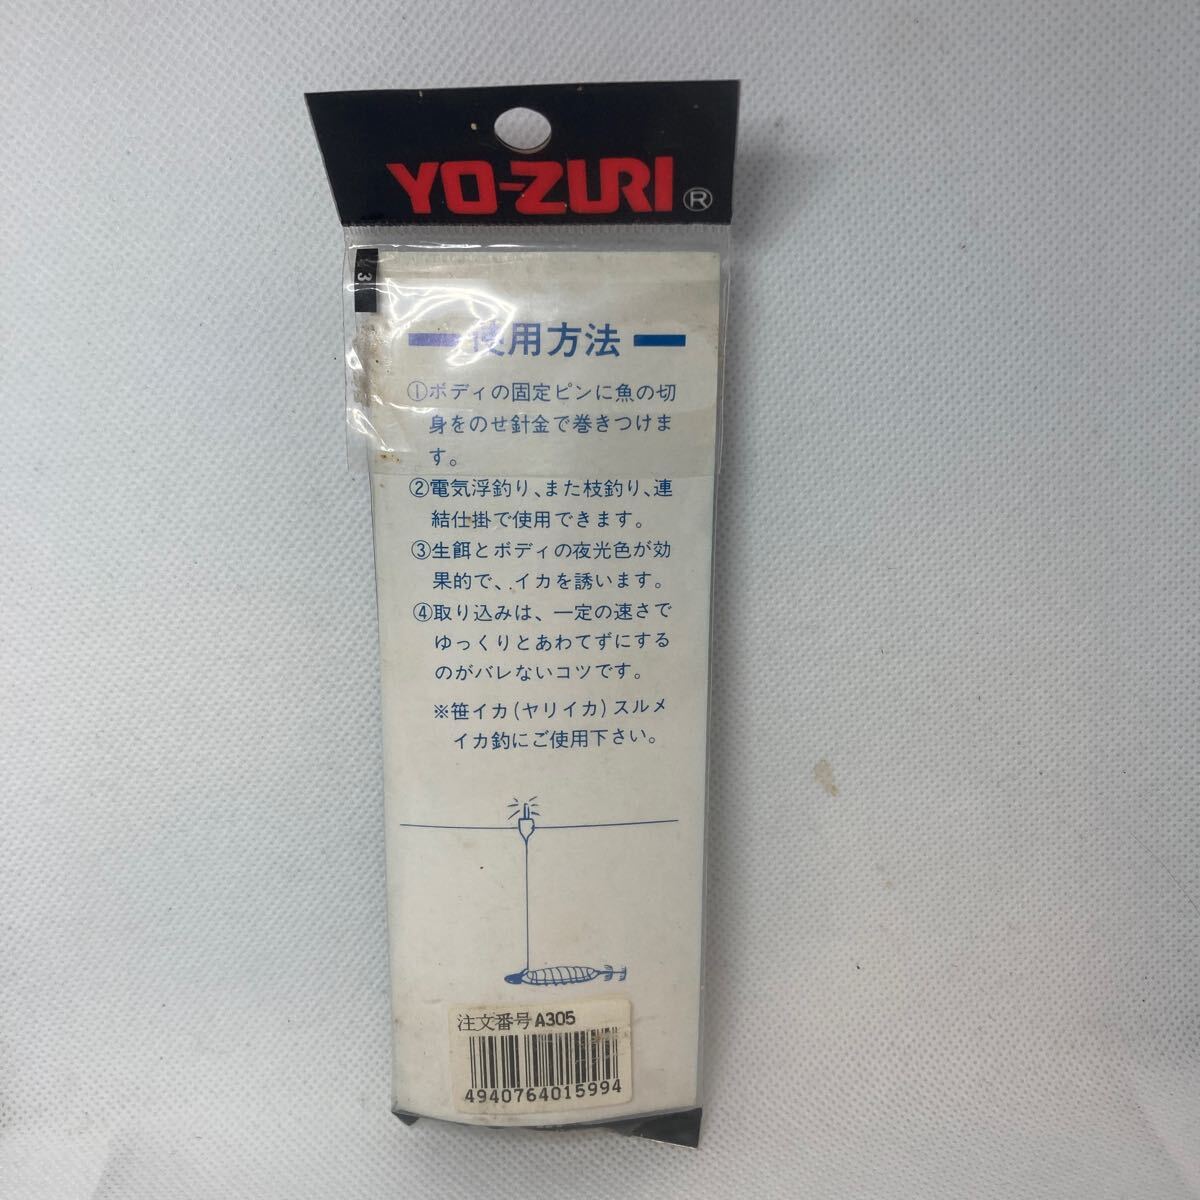 YO-ZURI®
3
使用方法
①ボディの固定ピンに魚の切
身をのせ針金で巻きつけま
す。
②電気浮釣り、また枝釣り、連
結仕掛で使用できます。
③生餌とボディの夜光色が効
果的で、イカを誘います。
④取り込みは、一定の速さで
ゆっくりとあわてずにする
のがバレないコツです。
※笹イカ(ヤリイカ)スルメ
イカ釣にご使用下さい。
注文番号 A305
4940764015994